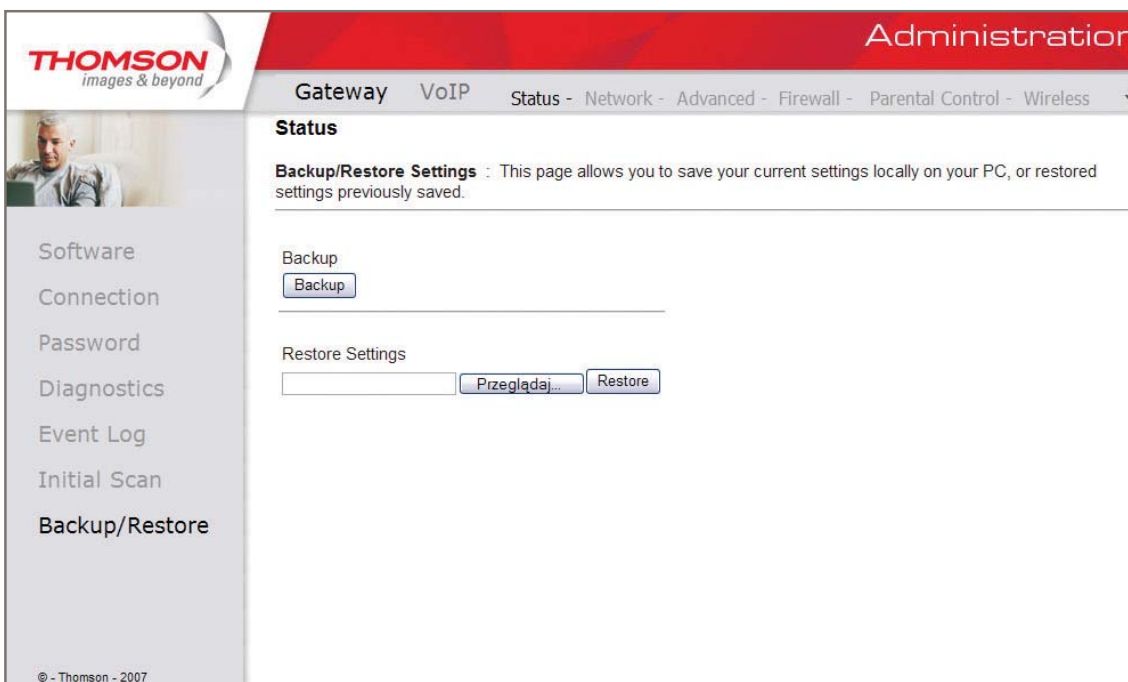 THOMSON
images & beyond
Administration
Gateway VoIP Status - Network - Advanced - Firewall - Parental Control - Wireless
Status
Backup/Restore Settings : This page allows you to save your current settings locally on your PC, or restored
settings previously saved.
Software
Connection
Password
Diagnostics
Event Log
Initial Scan
Backup/Restore
Backup
Backup
Restore Settings
Przeglądaj... Restore
© - Thomson - 2007